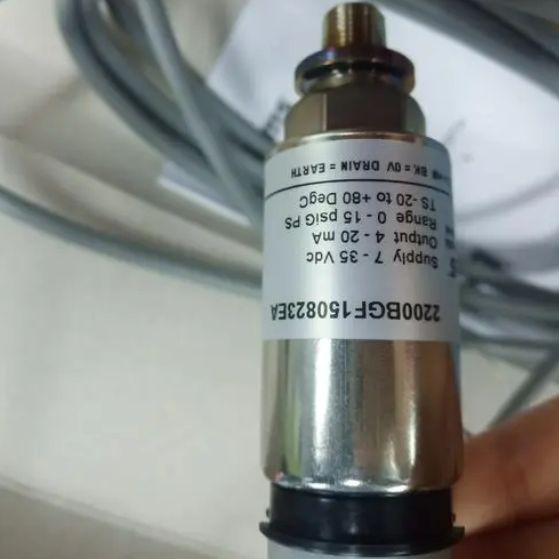 2200BGF150823EA
Supply 7 - 35 Vdc
Output 4 - 20 mA
Range 0 - 15 psiG PS
TS -20 to +80 DegC
BK = 0V DRAIN = EARTH